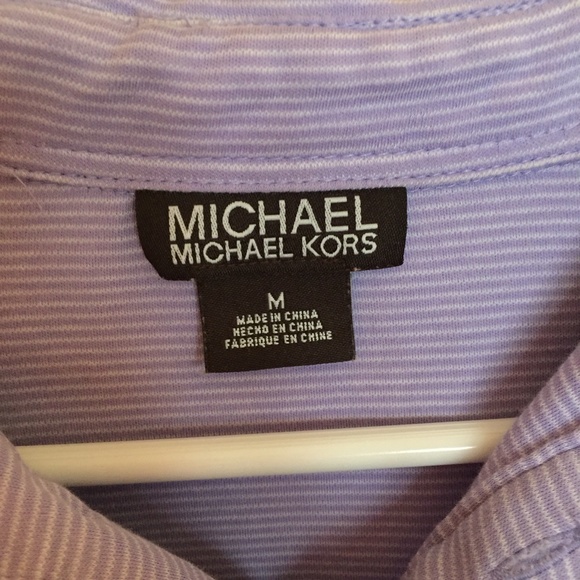 MICHAEL
MICHAEL KORS
M
MADE IN CHINA
HECHO EN CHINA
FABRIQUE EN CHINE